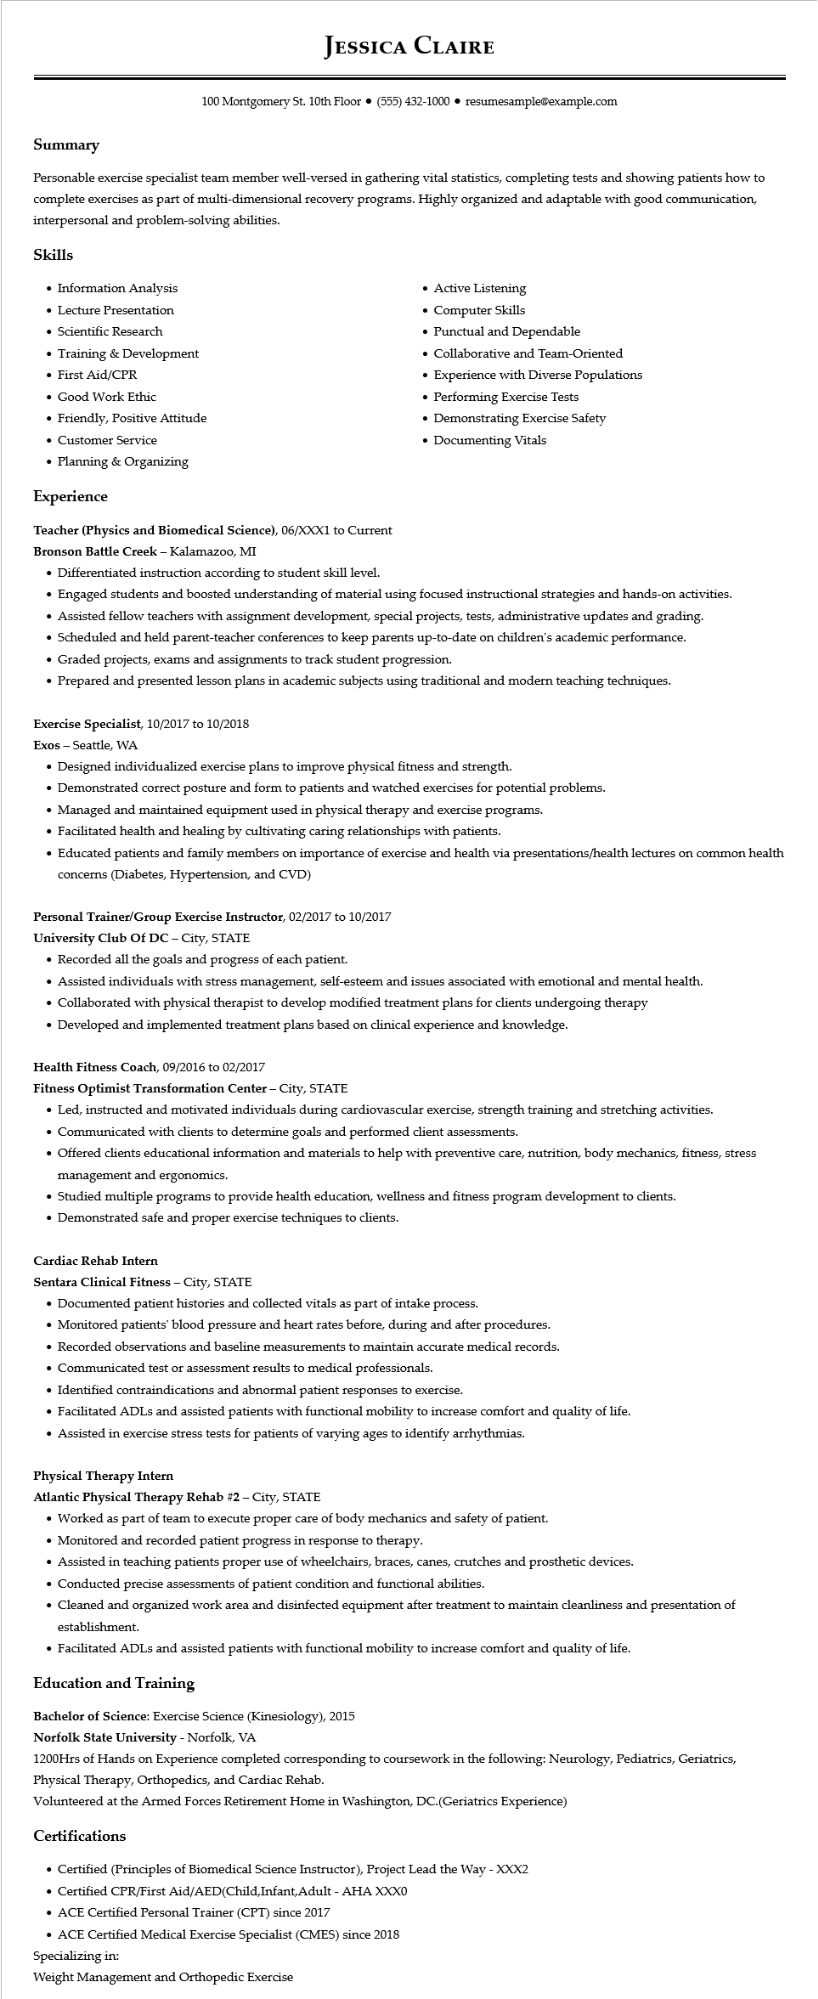 Jessica Claire
100 Montgomery St. 10th Floor ● (555) 432-1000 ● resumesample@example.com
Summary
Personable exercise specialist team member well-versed in gathering vital statistics, completing tests and showing patients how to
complete exercises as part of multi-dimensional recovery programs. Highly organized and adaptable with good communication,
interpersonal and problem-solving abilities.
Skills
• Information Analysis
• Lecture Presentation
• Scientific Research
• Training & Development
• First Aid/CPR
• Good Work Ethic
• Friendly, Positive Attitude
• Customer Service
• Planning & Organizing
• Active Listening
• Computer Skills
• Punctual and Dependable
• Collaborative and Team-Oriented
• Experience with Diverse Populations
• Performing Exercise Tests
• Demonstrating Exercise Safety
• Documenting Vitals
Experience
Teacher (Physics and Biomedical Science), 06/XXX1 to Current
Bronson Battle Creek – Kalamazoo, MI
• Differentiated instruction according to student skill level.
• Engaged students and boosted understanding of material using focused instructional strategies and hands-on activities.
• Assisted fellow teachers with assignment development, special projects, tests, administrative updates and grading.
• Scheduled and held parent-teacher conferences to keep parents up-to-date on children's academic performance.
• Graded projects, exams and assignments to track student progression.
• Prepared and presented lesson plans in academic subjects using traditional and modern teaching techniques.
Exercise Specialist, 10/2017 to 10/2018
Exos – Seattle, WA
• Designed individualized exercise plans to improve physical fitness and strength.
• Demonstrated correct posture and form to patients and watched exercises for potential problems.
• Managed and maintained equipment used in physical therapy and exercise programs.
• Facilitated health and healing by cultivating caring relationships with patients.
• Educated patients and family members on importance of exercise and health via presentations/health lectures on common health
concerns (Diabetes, Hypertension, and CVD)
Personal Trainer/Group Exercise Instructor, 02/2017 to 10/2017
University Club Of DC – City, STATE
• Recorded all the goals and progress of each patient.
• Assisted individuals with stress management, self-esteem and issues associated with emotional and mental health.
• Collaborated with physical therapist to develop modified treatment plans for clients undergoing therapy
• Developed and implemented treatment plans based on clinical experience and knowledge.
Health Fitness Coach, 09/2016 to 02/2017
Fitness Optimist Transformation Center – City, STATE
• Led, instructed and motivated individuals during cardiovascular exercise, strength training and stretching activities.
• Communicated with clients to determine goals and performed client assessments.
• Offered clients educational information and materials to help with preventive care, nutrition, body mechanics, fitness, stress
management and ergonomics.
• Studied multiple programs to provide health education, wellness and fitness program development to clients.
• Demonstrated safe and proper exercise techniques to clients.
Cardiac Rehab Intern
Sentara Clinical Fitness – City, STATE
• Documented patient histories and collected vitals as part of intake process.
• Monitored patients' blood pressure and heart rates before, during and after procedures.
• Recorded observations and baseline measurements to maintain accurate medical records.
• Communicated test or assessment results to medical professionals.
• Identified contraindications and abnormal patient responses to exercise.
• Facilitated ADLs and assisted patients with functional mobility to increase comfort and quality of life.
• Assisted in exercise stress tests for patients of varying ages to identify arrhythmias.
Physical Therapy Intern
Atlantic Physical Therapy Rehab #2 – City, STATE
• Worked as part of team to execute proper care of body mechanics and safety of patient.
• Monitored and recorded patient progress in response to therapy.
• Assisted in teaching patients proper use of wheelchairs, braces, canes, crutches and prosthetic devices.
• Conducted precise assessments of patient condition and functional abilities.
• Cleaned and organized work area and disinfected equipment after treatment to maintain cleanliness and presentation of
establishment.
• Facilitated ADLs and assisted patients with functional mobility to increase comfort and quality of life.
Education and Training
Bachelor of Science: Exercise Science (Kinesiology), 2015
Norfolk State University - Norfolk, VA
1200Hrs of Hands on Experience completed corresponding to coursework in the following: Neurology, Pediatrics, Geriatrics,
Physical Therapy, Orthopedics, and Cardiac Rehab.
Volunteered at the Armed Forces Retirement Home in Washington, DC.(Geriatrics Experience)
Certifications
• Certified (Principles of Biomedical Science Instructor), Project Lead the Way - XXX2
• Certified CPR/First Aid/AED(Child,Infant,Adult - AHA XXX0
• ACE Certified Personal Trainer (CPT) since 2017
• ACE Certified Medical Exercise Specialist (CMES) since 2018
Specializing in:
Weight Management and Orthopedic Exercise